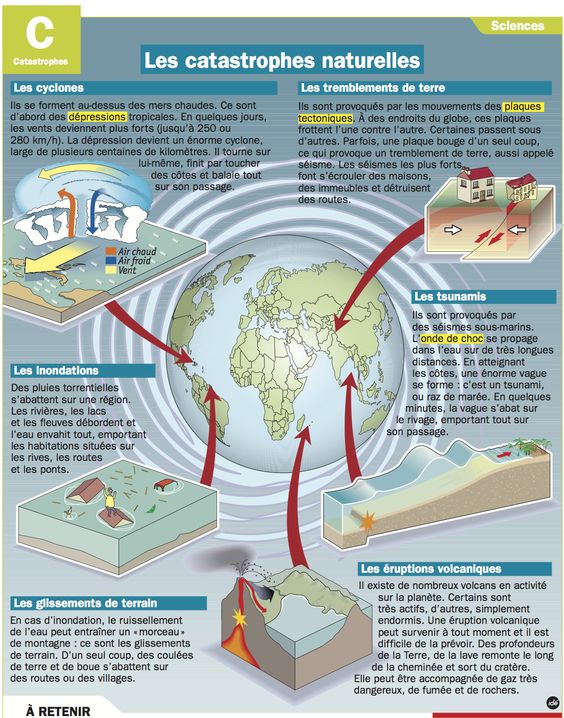 C
Catastrophes
Sciences
Les catastrophes naturelles
Les cyclones
Ils se forment au-dessus des mers chaudes. Ce sont
d'abord des dépressions tropicales. En quelques jours,
les vents deviennent plus forts (jusqu'à 250 ou
280 km/h). La dépression devient un énorme cyclone,
large de plusieurs centaines de kilomètres. Il tourne sur
lui-même, finit par toucher
des côtes et balaie tout
sur son passage.
Air chaud
Air froid
Vent
Les tremblements de terre
Ils sont provoqués par les mouvements des plaques
tectoniques. À des endroits du globe, ces plaques
frottent l'une contre l'autre. Certaines passent sous
d'autres. Parfois, une plaque bouge d'un seul coup,
ce qui provoque un tremblement de terre, aussi appelé
séisme. Les séismes les plus forts
font s'écrouler des maisons,
des immeubles et détruisent
des routes.
Les tsunamis
Ils sont provoqués par
des séismes sous-marins.
L'onde de choc se propage
dans l'eau sur de très longues
distances. En atteignant
les côtes, une énorme vague
se forme : c'est un tsunami,
ou raz de marée. En quelques
minutes, la vague s'abat sur
le rivage, emportant tout sur
son passage.
Les inondations
Des pluies torrentielles
s'abattent sur une région.
Les rivières, les lacs
et les fleuves débordent et
l'eau envahit tout, emportant
les habitations situées sur
les rives, les routes
et les ponts.
Les glissements de terrain
En cas d'inondation, le ruissellement
de l'eau peut entraîner un « morceau »
de montagne : ce sont les glissements
de terrain. D'un seul coup, des coulées
de terre et de boue s'abattent sur
des routes ou des villages.
Les éruptions volcaniques
Il existe de nombreux volcans en activité
sur la planète. Certains sont
très actifs, d'autres, simplement
endormis. Une éruption volcanique
peut survenir à tout moment et il est
difficile de la prévoir. Des profondeurs
de la Terre, de la lave remonte le long
de la cheminée et sort du cratère.
Elle peut être accompagnée de gaz très
dangereux, de fumée et de rochers.
idé
À RETENIR